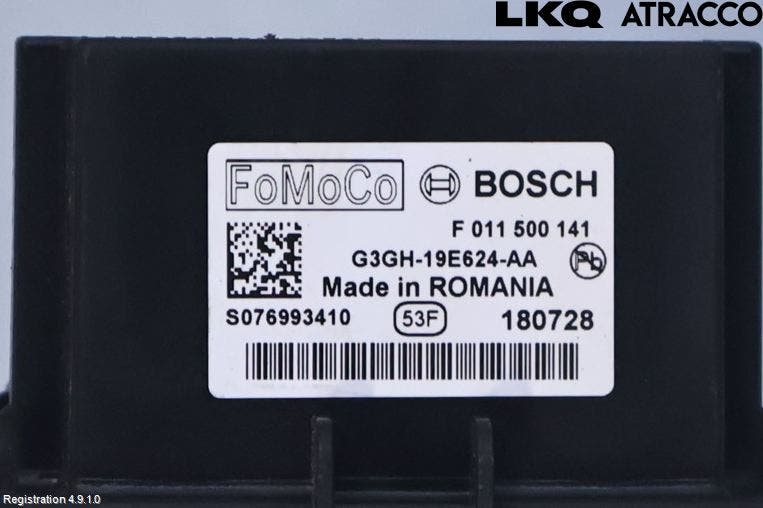 LKQ ATRACCO
FoMoCo BOSCH
F 011 500 141
G3GH-19E624-AA Pb
Made in ROMANIA
S076993410 53F 180728
Registration 4.9.1.0